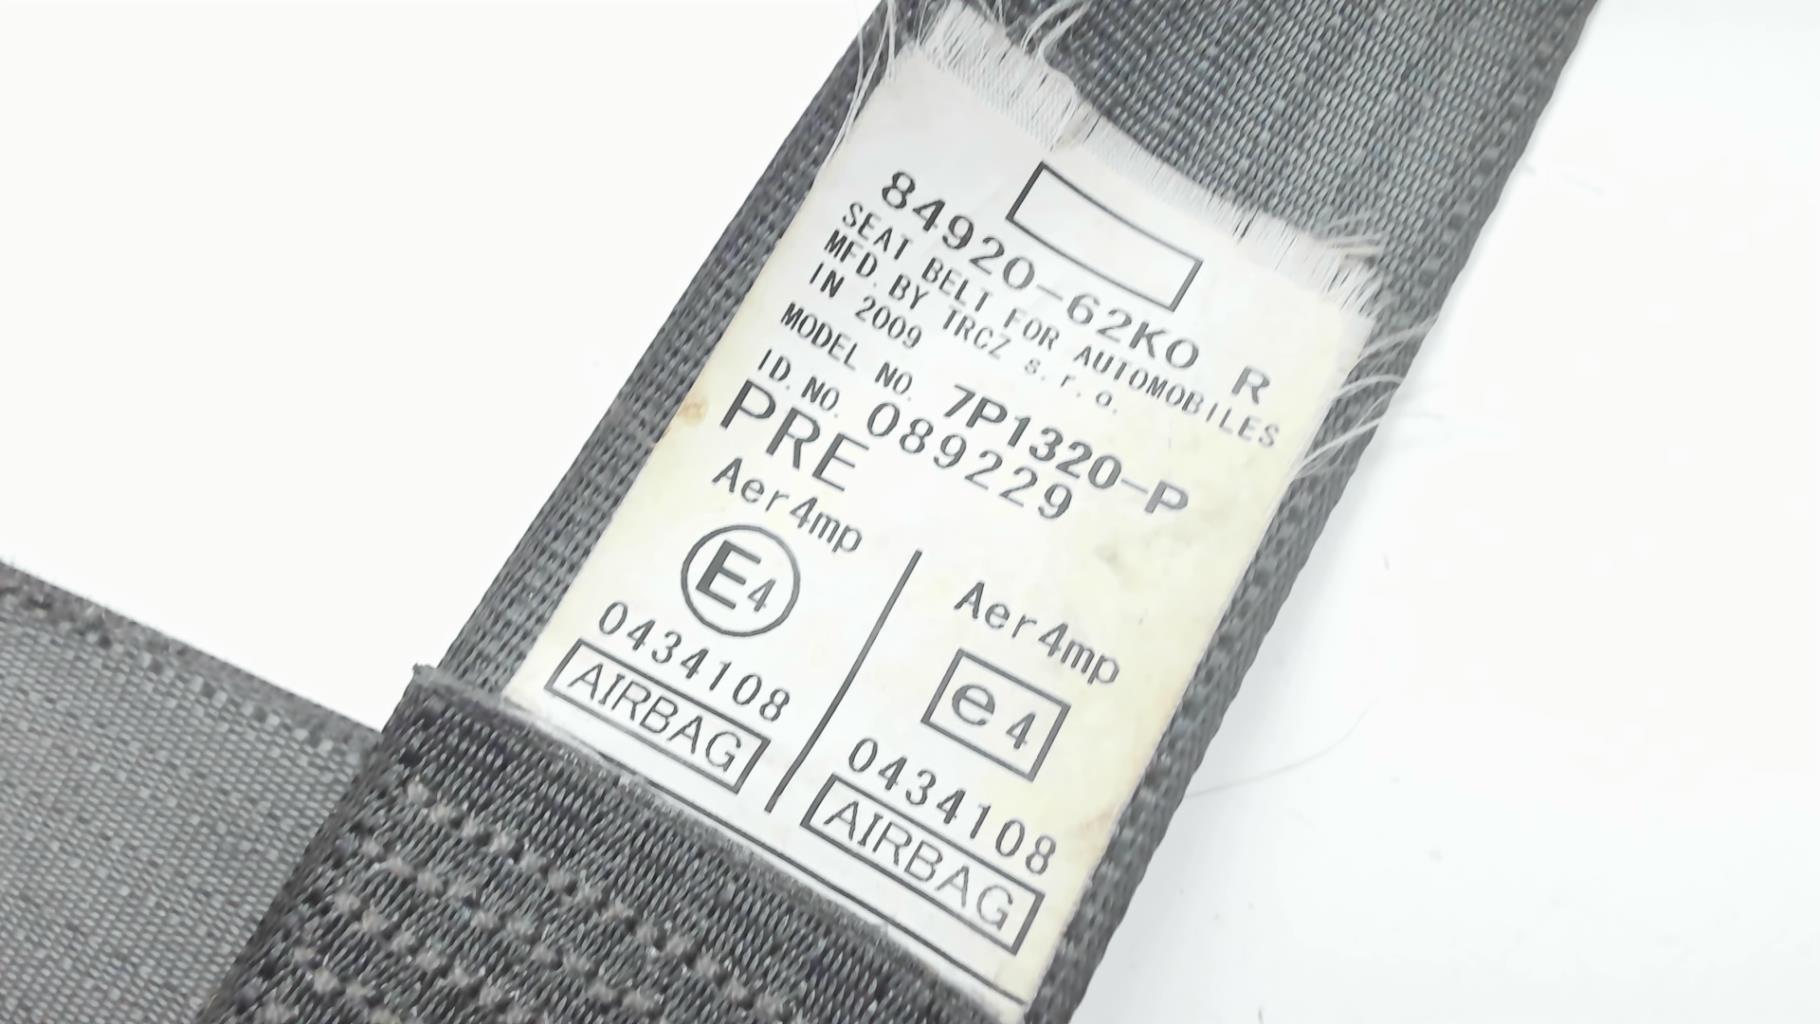 84920-62K0 R
SEAT BELT FOR AUTOMOBILES
MFD.BY TRCZ s.r.o.
IN 2009
MODEL NO. 7P1320-P
ID.NO. 089229
PRE
Aer4mp
E4
0434108
AIRBAG
Aer4mp
e4
0434108
AIRBAG